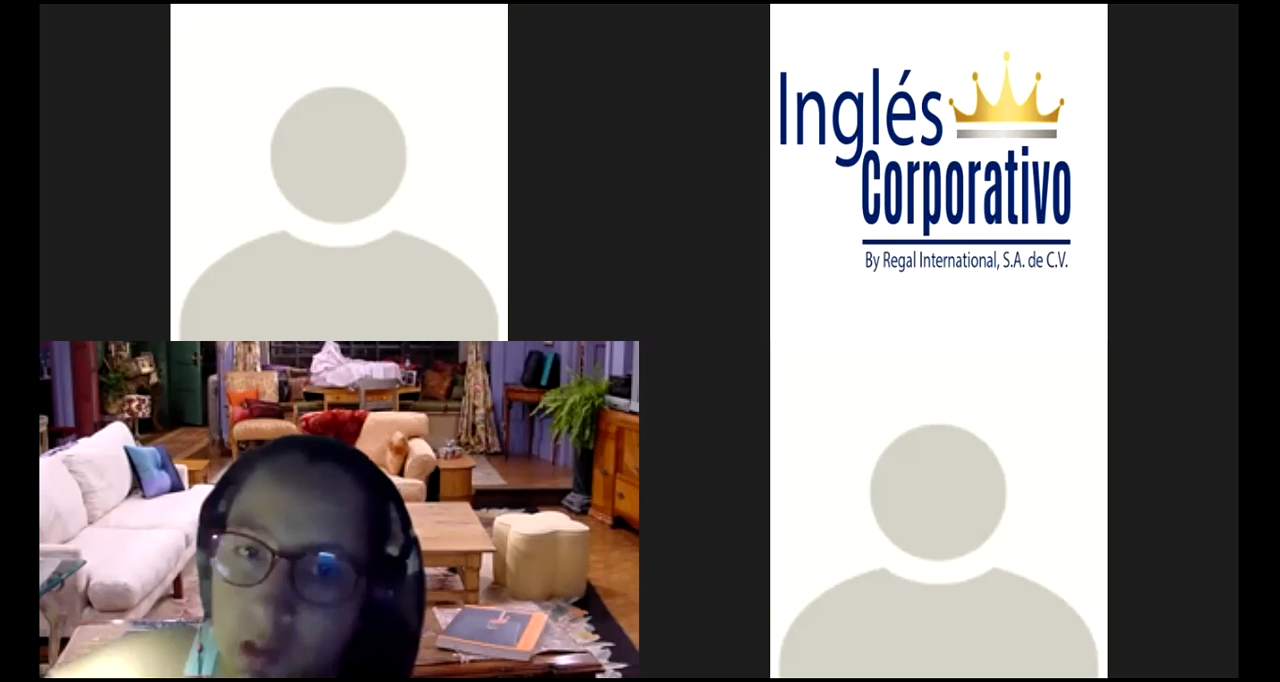 Inglés
Corporativo
By Regal International, S.A. de C.V.